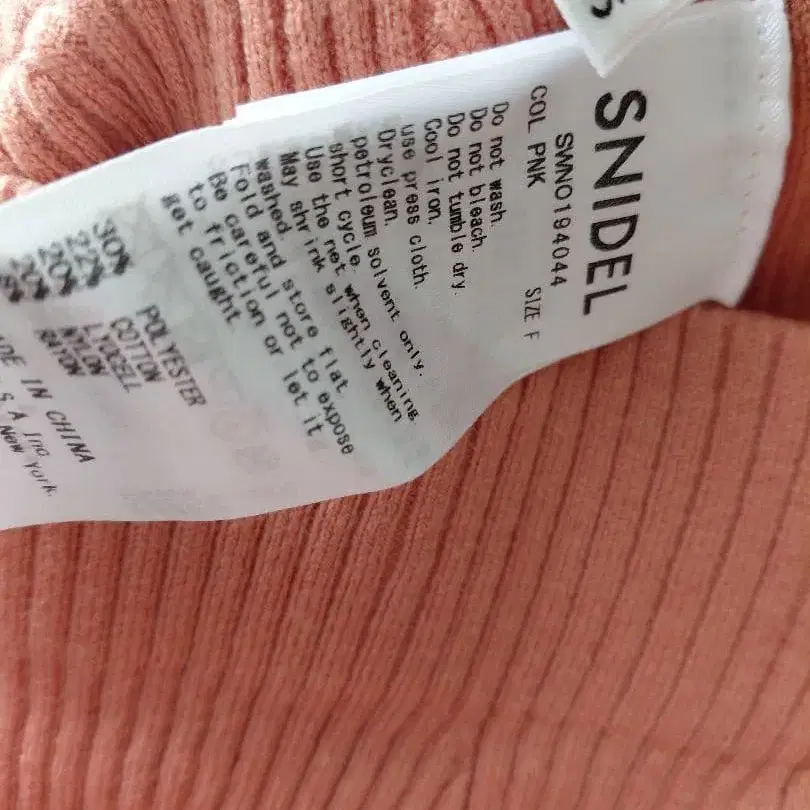 SNIDEL
SWNO194044
COL PNK SIZE F
Do not wash.
Do not bleach.
Do not tumble dry.
Cool iron,
use press cloth.
Dryclean,
petroleum solvent only.
short cycle.
Use the net when cleaning
May shrink slightly when
washed.
Fold and store flat.
Be careful not to expose
to friction or let it
get caught.
30% POLYESTER
22% COTTON
20% LYOCELL
20% NYLON
8% RAYON
IN CHINA
S.A Inc
New York.